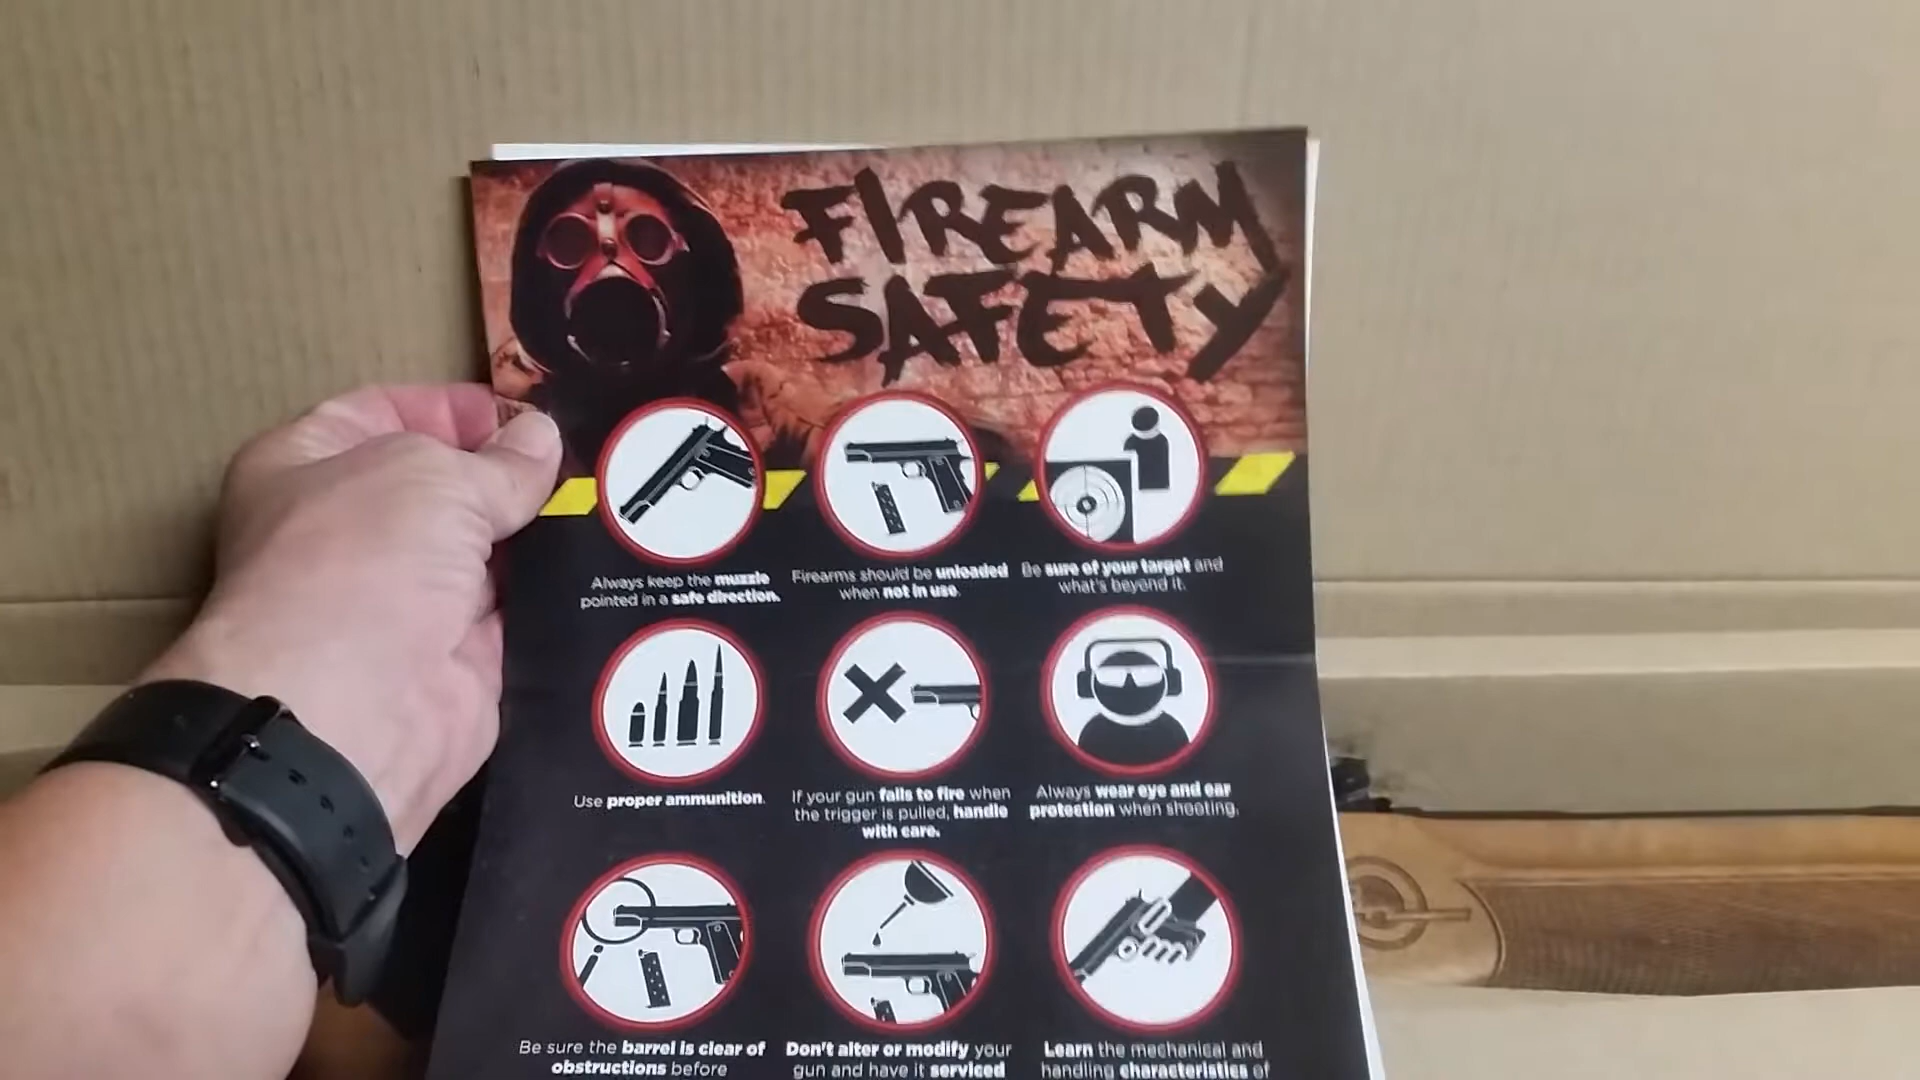 FIREARM
SAFETY
Always keep the muzzle
pointed in a safe direction.
Firearms should be unloaded
when not in use.
Be sure of your target and
what's beyond it.
Use proper ammunition.
If your gun fails to fire when
the trigger is pulled, handle
with care.
Always wear eye and ear
protection when shooting.
Be sure the barrel is clear of
obstructions before
Don't alter or modify your
gun and have it serviced
Learn the mechanical and
handling characteristics of